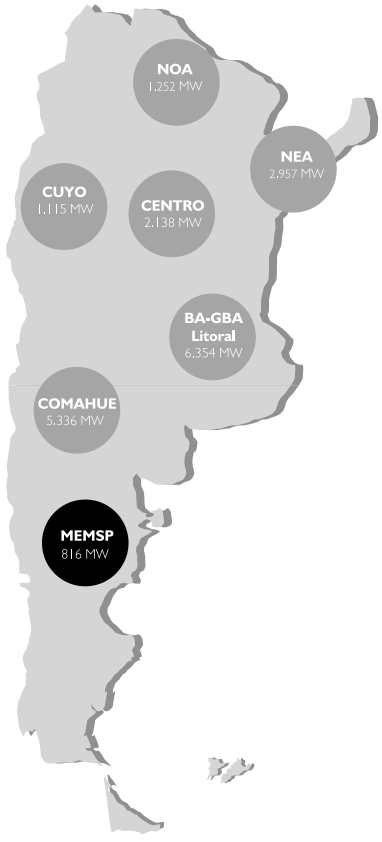 NOA
1.252 MW
NEA
2.957 MW
CUYO
1.115 MW
CENTRO
2.138 MW
BA-GBA
Litoral
6.354 MW
COMAHUE
5.336 MW
MEMSP
816 MW